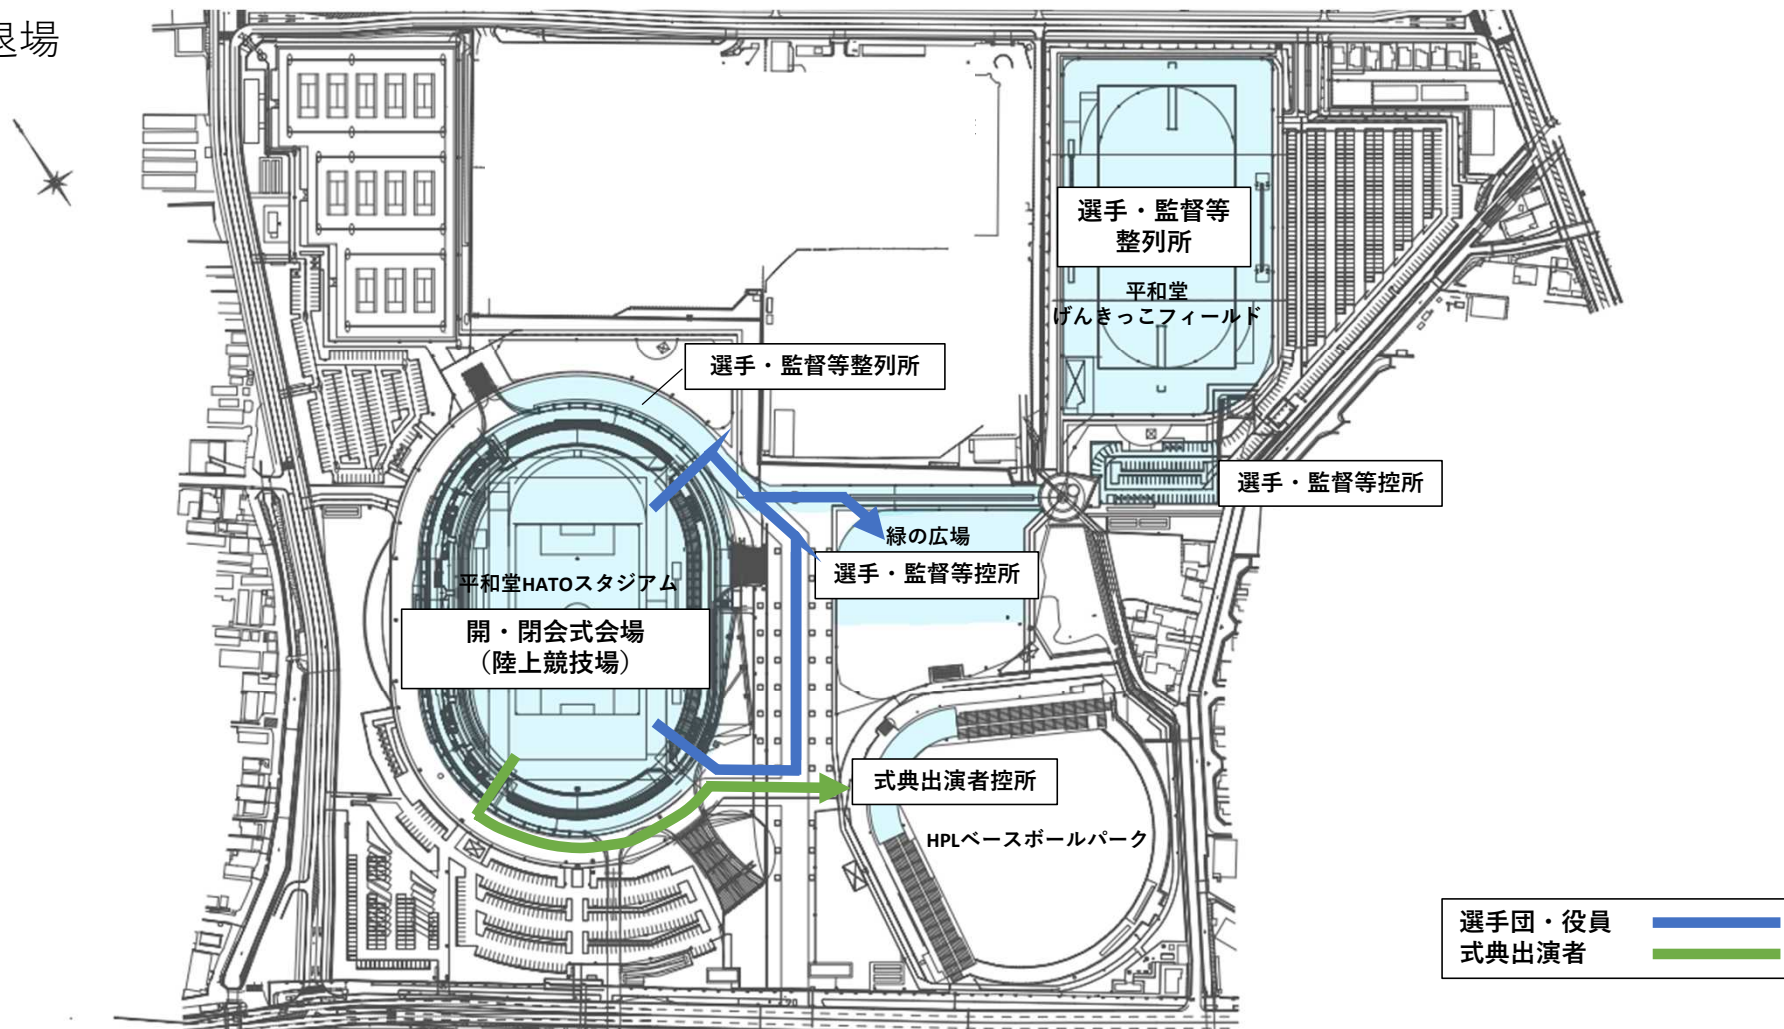 退場
選手・監督等
整列所
平和堂
げんきっこフィールド
選手・監督等整列所
選手・監督等控所
緑の広場
選手・監督等控所
平和堂HATOスタジアム
開・閉会式会場
（陸上競技場）
式典出演者控所
HPLベースボールパーク
選手団・役員
式典出演者